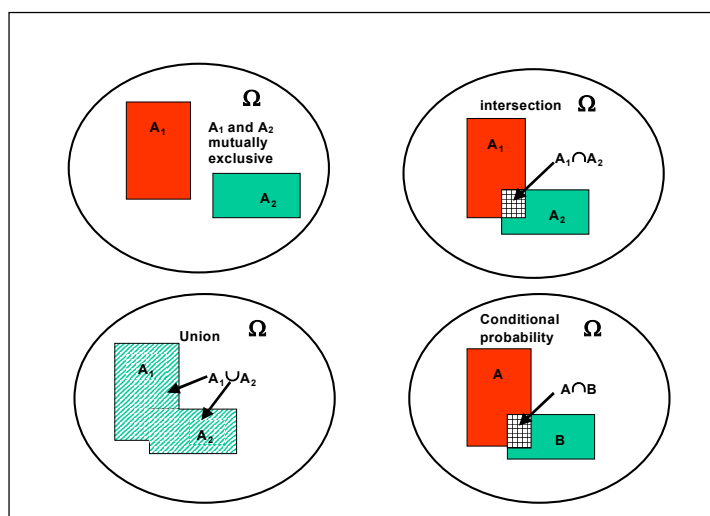 Ω
A₁
A₁ and A₂
mutually
exclusive
A₂
intersection Ω
A₁
A₁∩A₂
A₂
Union Ω
A₁
A₁∪A₂
A₂
Conditional
probability
Ω
A
A∩B
B